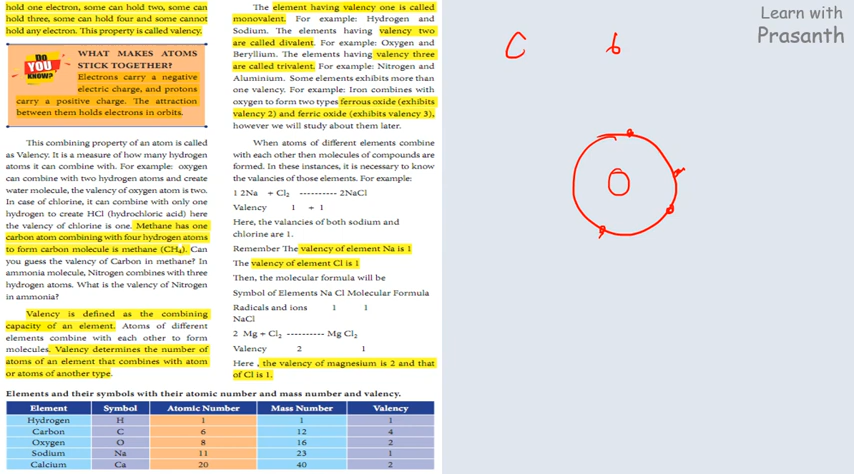 hold one electron, some can hold two, some can
hold three, some can hold four and some cannot
hold any electron. This property is called valency.
DO
YOU
KNOW?
WHAT MAKES ATOMS
STICK TOGETHER?
Electrons carry a negative
electric charge, and protons
carry a positive charge. The attraction
between them holds electrons in orbits.
This combining property of an atom is called
as Valency. It is a measure of how many hydrogen
atoms it can combine with. For example: oxygen
can combine with two hydrogen atoms and create
water molecule, the valency of oxygen atom is two.
In case of chlorine, it can combine with only one
hydrogen to create HCl (hydrochloric acid) here
the valency of chlorine is one. Methane has one
carbon atom combining with four hydrogen atoms
to form carbon molecule is methane (CH₄). Can
you guess the valency of Carbon in methane? In
ammonia molecule, Nitrogen combines with three
hydrogen atoms. What is the valency of Nitrogen
in ammonia?
Valency is defined as the combining
capacity of an element. Atoms of different
elements combine with each other to form
molecules. Valency determines the number of
atoms of an element that combines with atom
or atoms of another type.
The element having valency one is called
monovalent. For example: Hydrogen and
Sodium. The elements having valency two
are called divalent. For example: Oxygen and
Beryllium. The elements having valency three
are called trivalent. For example: Nitrogen and
Aluminium. Some elements exhibits more than
one valency. For example: Iron combines with
oxygen to form two types ferrous oxide (exhibits
valency 2) and ferric oxide (exhibits valency 3),
however we will study about them later.
When atoms of different elements combine
with each other then molecules of compounds are
formed. In these instances, it is necessary to know
the valancies of those elements. For example:
1 2Na + Cl₂ ---------- 2NaCl
Valency 1 + 1
Here, the valancies of both sodium and
chlorine are 1.
Remember The valency of element Na is 1
The valency of element Cl is 1
Then, the molecular formula will be
Symbol of Elements Na Cl Molecular Formula
Radicals and ions 1 1
NaCl
2 Mg + Cl₂ ---------- Mg Cl₂
Valency 2 1
Here , the valency of magnesium is 2 and that
of Cl is 1.
Elements and their symbols with their atomic number and mass number and valency.
Element Symbol Atomic Number Mass Number Valency
Hydrogen H 1 1 1
Carbon C 6 12 4
Oxygen O 8 16 2
Sodium Na 11 23 1
Calcium Ca 20 40 2
Learn with
Prasanth
C 6